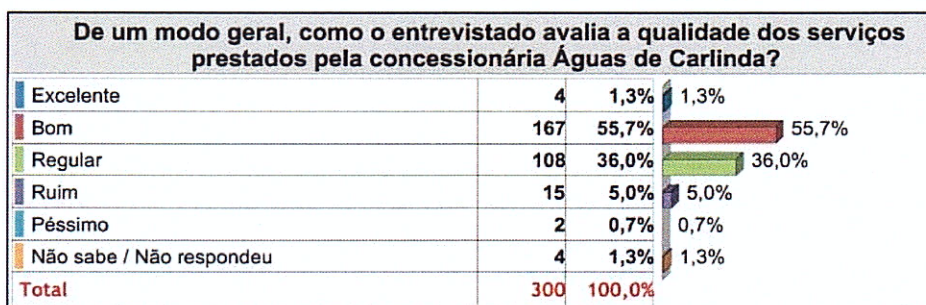 De um modo geral, como o entrevistado avalia a qualidade dos serviços
prestados pela concessionária Águas de Carlinda?
Excelente 4 1,3% 1,3%
Bom 167 55,7% 55,7%
Regular 108 36,0% 36,0%
Ruim 15 5,0% 5,0%
Péssimo 2 0,7% 0,7%
Não sabe / Não respondeu 4 1,3% 1,3%
Total 300 100,0%